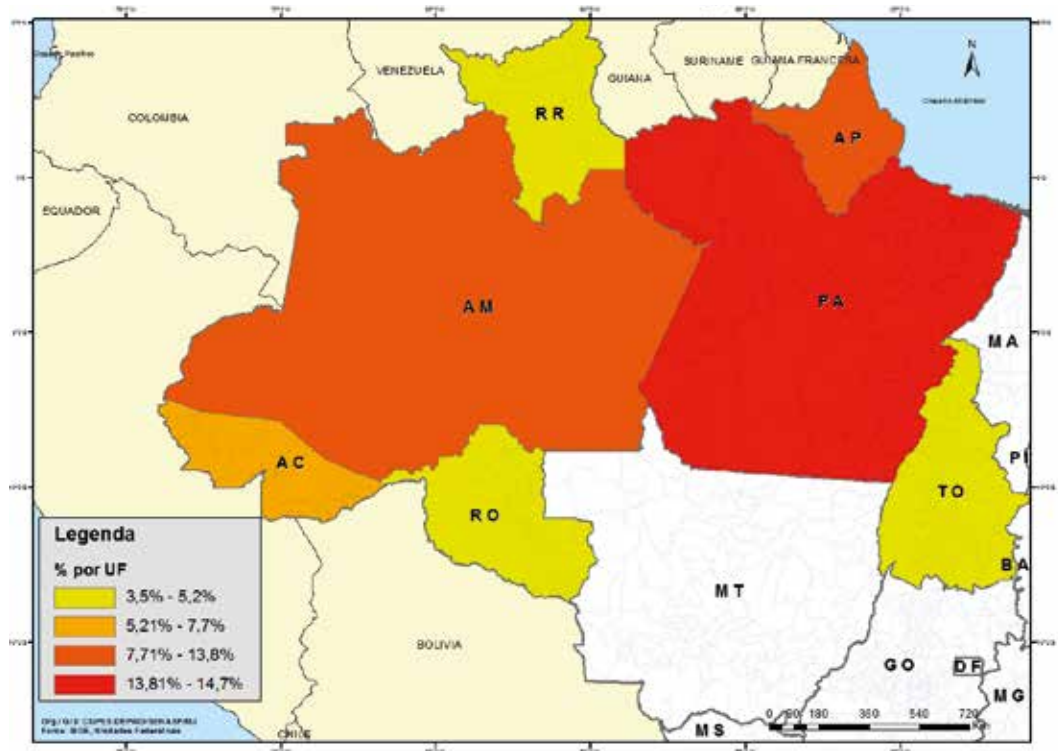 N
VENEZUELA
SURINAME
GUIANA FRANCESA
GUIANA
COLOMBIA
RR
AP
EQUADOR
AM
PA
MA
AC
PI
TO
RO
BA
MT
BOLIVIA
GO
DF
MG
MS
CHILE
Legenda
% por UF
3,5% - 5,2%
5,21% - 7,7%
7,71% - 13,8%
13,81% - 14,7%
0 90 180 360 540 720